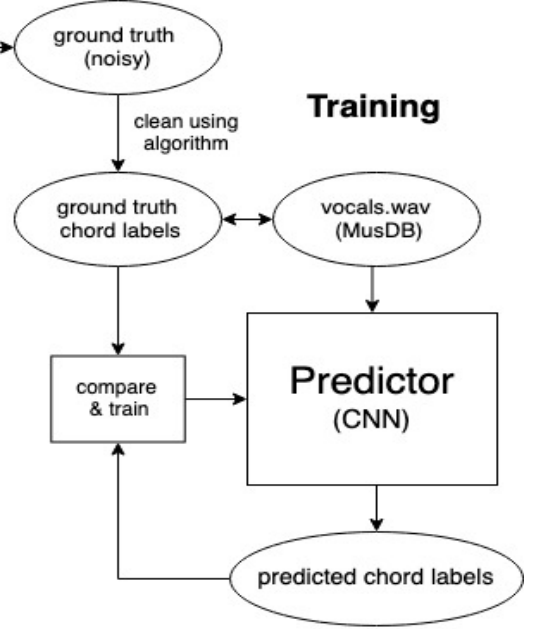 ground truth
(noisy)
clean using
algorithm
Training
ground truth
chord labels
vocals.wav
(MusDB)
compare
& train
Predictor
(CNN)
predicted chord labels